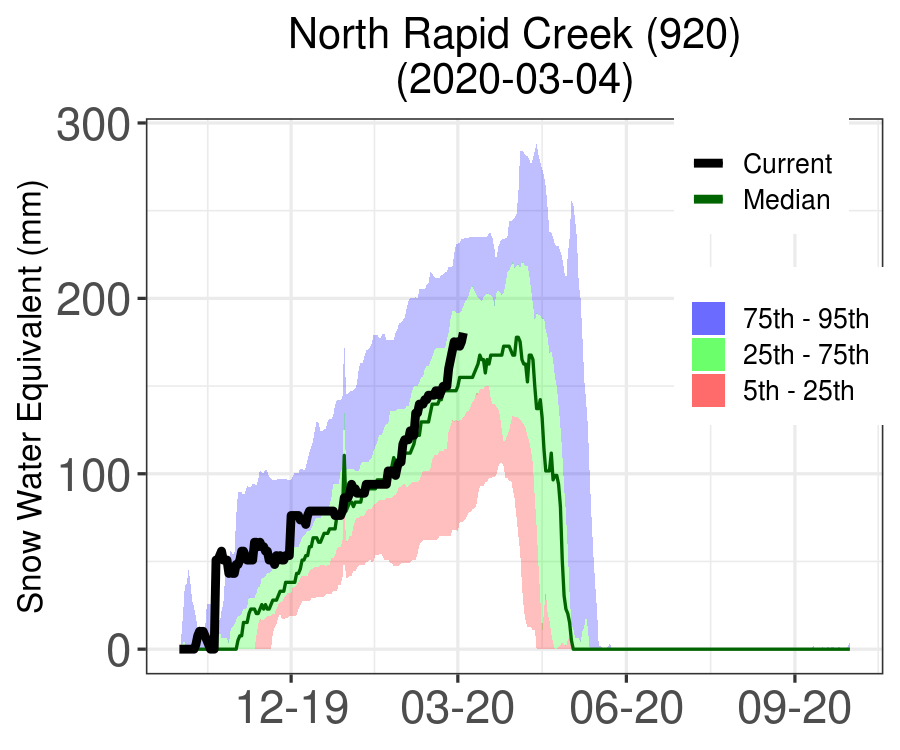 North Rapid Creek (920)
(2020-03-04)
Snow Water Equivalent (mm)
300
200
100
0
12-19
03-20
06-20
09-20
Current
Median
75th - 95th
25th - 75th
5th - 25th